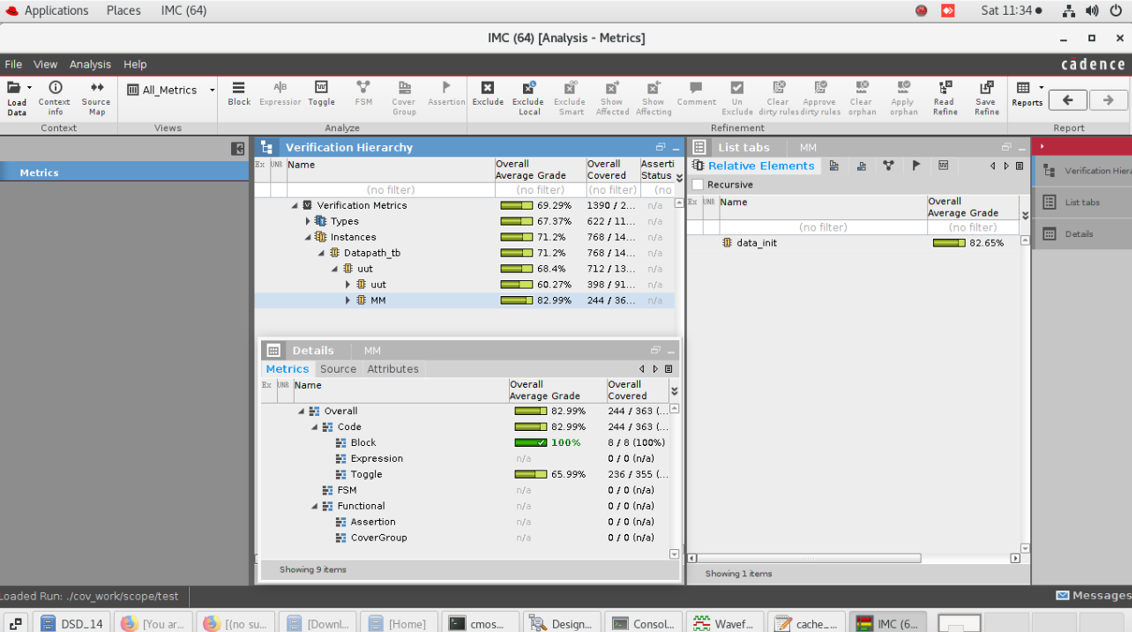 Applications Places IMC (64) Sat 11:34
IMC (64) [Analysis - Metrics]
File View Analysis Help cādence
Load Data Context info Source Map All_Metrics Block Expression Toggle FSM Cover Group Assertion Exclude Exclude Local Exclude Smart Show Affected Show Affecting Comment Un Exclude Clear dirty rules Approve dirty rules Clear orphan Apply orphan Read Refine Save Refine Reports
Context Views Analyze Refinement Report
Verification Hierarchy
Metrics
Ex UNR Name Overall Average Grade Overall Covered Asserti Status
(no filter) (no filter) (no filter) (no
Verification Metrics 69.29% 1390 / 2... n/a
Types 67.37% 622 / 11... n/a
Instances 71.2% 768 / 14... n/a
Datapath_tb 71.2% 768 / 14... n/a
uut 68.4% 712 / 13... n/a
uut 60.27% 398 / 91... n/a
MM 82.99% 244 / 36... n/a
Details MM
Metrics Source Attributes
Ex UNR Name Overall Average Grade Overall Covered
Overall 82.99% 244 / 363 (...
Code 82.99% 244 / 363 (...
Block 100% 8 / 8 (100%)
Expression n/a 0 / 0 (n/a)
Toggle 65.99% 236 / 355 (...
FSM n/a 0 / 0 (n/a)
Functional n/a 0 / 0 (n/a)
Assertion n/a 0 / 0 (n/a)
CoverGroup n/a 0 / 0 (n/a)
Showing 9 items
List tabs MM
Relative Elements
Recursive
Ex UNR Name Overall Average Grade
(no filter) (no filter)
data_init 82.65%
Showing 1 items
Verification Hiera
List tabs
Details
Loaded Run: ./cov_work/scope/test Messages
DSD_14 [You ar... [(no su... [Downl... [Home] cmos... Design... Consol... Wavef... cache_... IMC (6...